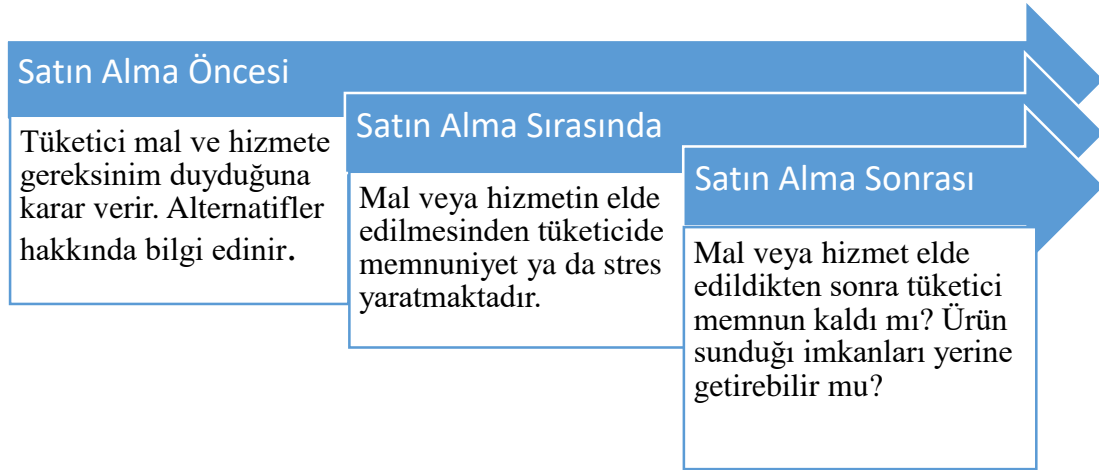 Satın Alma Öncesi
Tüketici mal ve hizmete
gereksinim duyduğuna
karar verir. Alternatifler
hakkında bilgi edinir.
Satın Alma Sırasında
Mal veya hizmetin elde
edilmesinden tüketicide
memnuniyet ya da stres
yaratmaktadır.
Satın Alma Sonrası
Mal veya hizmet elde
edildikten sonra tüketici
memnun kaldı mı? Ürün
sunduğı imkanları yerine
getirebilir mu?